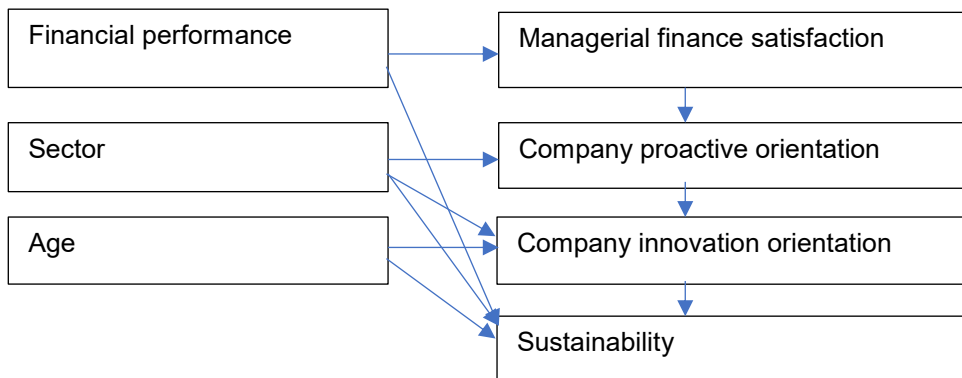 Financial performance
Managerial finance satisfaction
Sector
Company proactive orientation
Age
Company innovation orientation
Sustainability